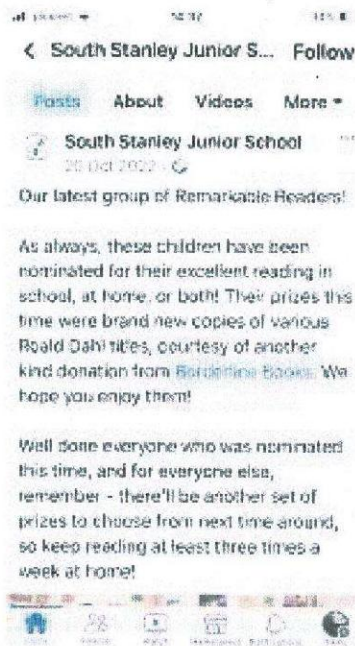 South Stanley Junior S... Follow
Posts About Videos More
South Stanley Junior School
20 Oct 2022
Our latest group of Remarkable Readers!
As always, these children have been
nominated for their excellent reading in
school, at home, or both! Their prizes this
time were brand new copies of various
Roald Dahl titles, courtesy of another
kind donation from Borderline Books. We
hope you enjoy them!
Well done everyone who was nominated
this time, and for everyone else,
remember - there'll be another set of
prizes to choose from next time around,
so keep reading at least three times a
week at home!